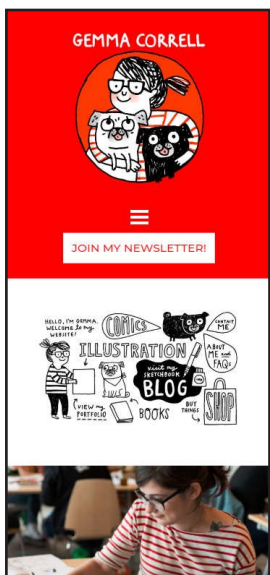 GEMMA CORRELL
JOIN MY NEWSLETTER!
HELLO, I'M GEMMA.
WELCOME to my
WEBSITE!
COMICS
CONTACT
ME
ILLUSTRATION
ABOUT
ME and
FAQs
visit my
SKETCHBOOK
BLOG
VIEW my
PORTFOLIO
BOOKS
BUY
THINGS
SHOP